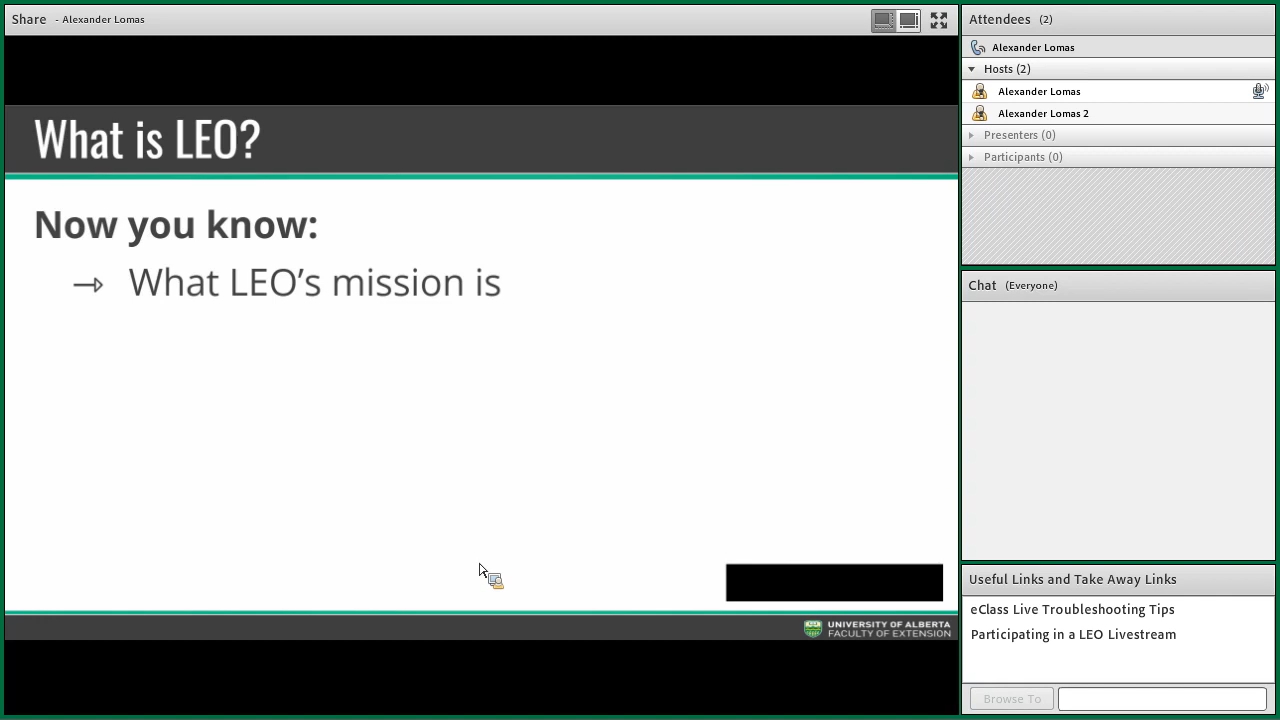 Share - Alexander Lomas
What is LEO?
Now you know:
→ What LEO’s mission is
UNIVERSITY OF ALBERTA
FACULTY OF EXTENSION
Attendees (2)
Alexander Lomas
Hosts (2)
Alexander Lomas
Alexander Lomas 2
Presenters (0)
Participants (0)
Chat (Everyone)
Useful Links and Take Away Links
eClass Live Troubleshooting Tips
Participating in a LEO Livestream
Browse To